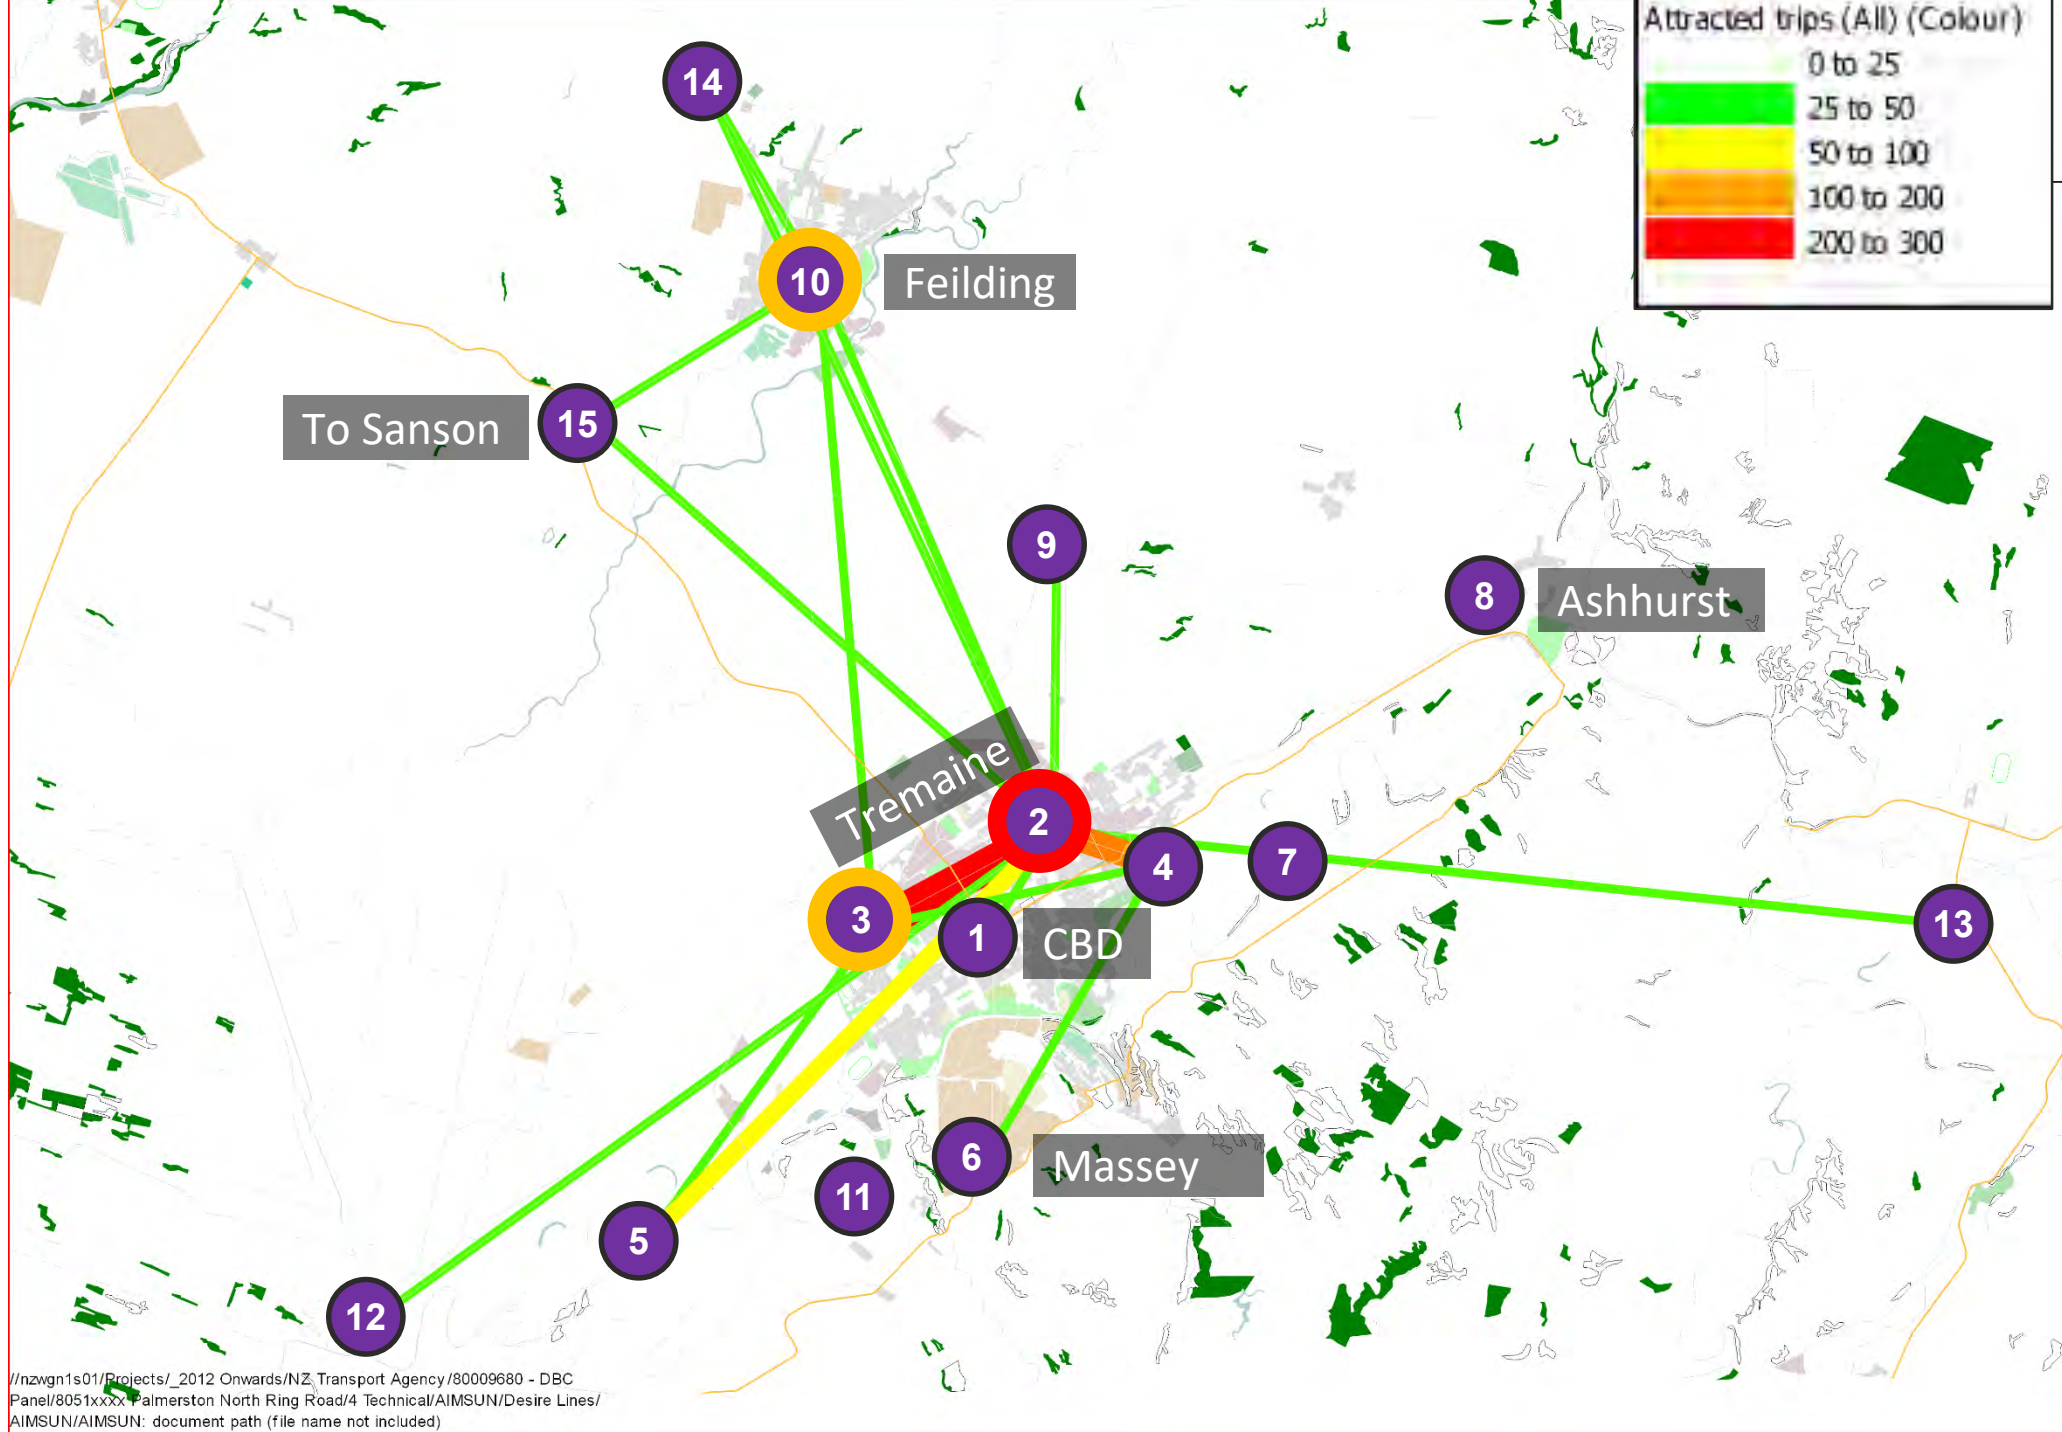 Attracted trips (All) (Colour)
0 to 25
25 to 50
50 to 100
100 to 200
200 to 300
14
10
Feilding
To Sanson
15
9
8
Ashhurst
Tremaine
2
4
7
3
1
CBD
13
6
Massey
11
5
12
//nzwgn1s01/Projects/_2012 Onwards/NZ Transport Agency/80009680 - DBC
Panel/8051xxxx Palmerston North Ring Road/4 Technical/AIMSUN/Desire Lines/
AIMSUN/AIMSUN: document path (file name not included)